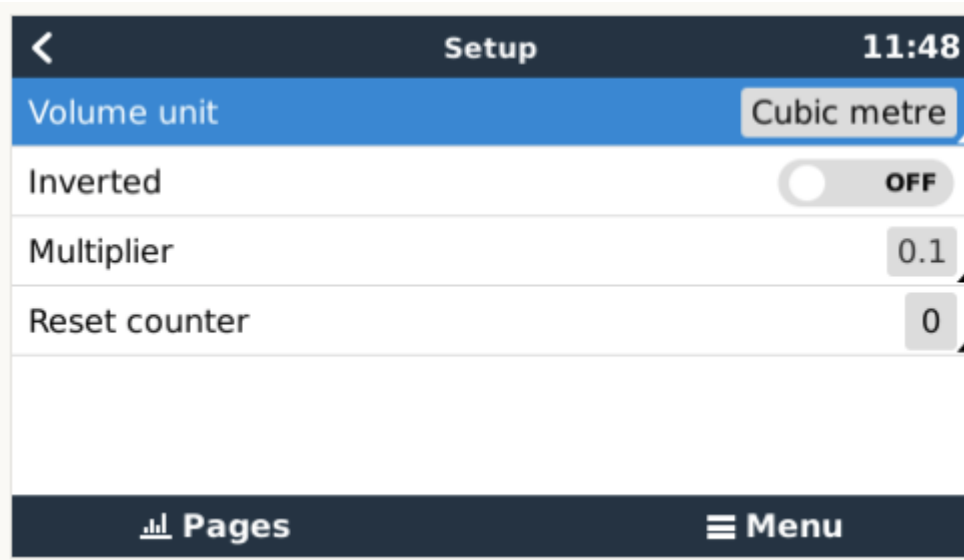 Setup 11:48
Volume unit Cubic metre
Inverted OFF
Multiplier 0.1
Reset counter 0
Pages Menu